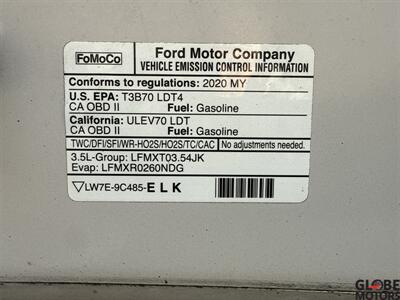 FoMoCo
Ford Motor Company
VEHICLE EMISSION CONTROL INFORMATION
Conforms to regulations: 2020 MY
U.S. EPA: T3B70 LDT4
CA OBD II Fuel: Gasoline
California: ULEV70 LDT
CA OBD II Fuel: Gasoline
TWC/DFI/SFI/WR-HO2S/HO2S/TC/CAC No adjustments needed.
3.5L-Group: LFMXT03.54JK
Evap: LFMXR0260NDG
LW7E-9C485-ELK
GLOBE
MOTORS